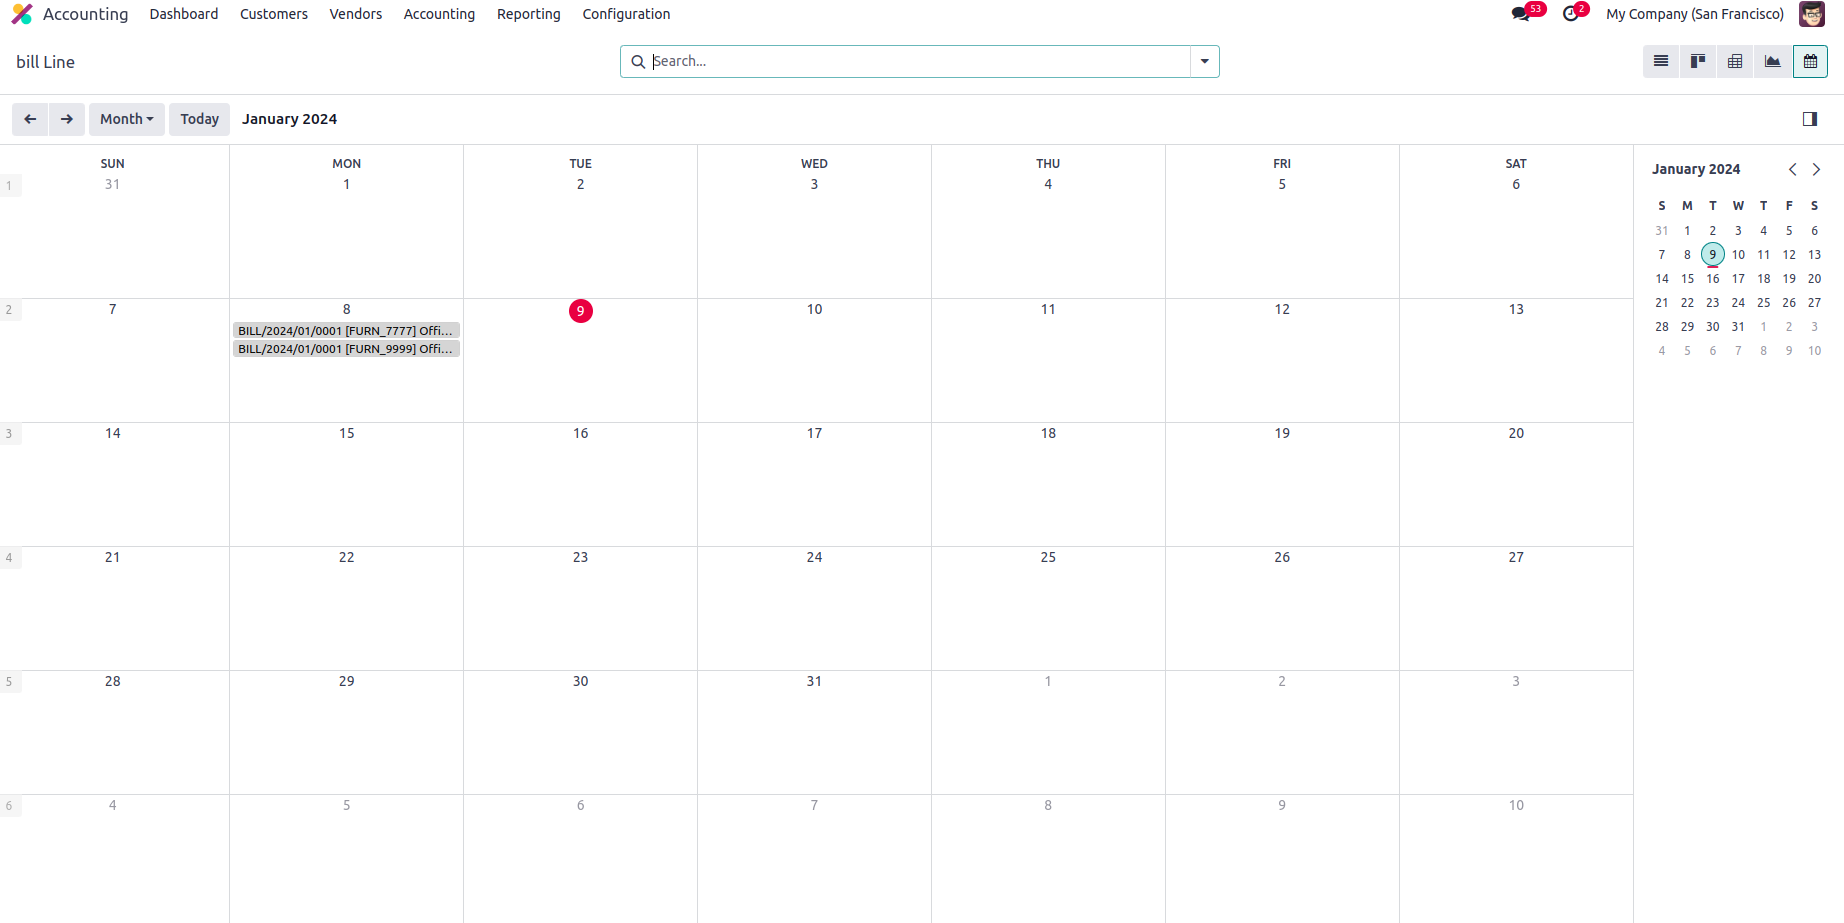 Accounting Dashboard Customers Vendors Accounting Reporting Configuration 53 2 My Company (San Francisco)
bill Line Search...
Month Today January 2024
SUN MON TUE WED THU FRI SAT
1 31 1 2 3 4 5 6
2 7 8 9 10 11 12 13
BILL/2024/01/0001 [FURN_7777] Offi...
BILL/2024/01/0001 [FURN_9999] Offi...
3 14 15 16 17 18 19 20
4 21 22 23 24 25 26 27
5 28 29 30 31 1 2 3
6 4 5 6 7 8 9 10
January 2024
S M T W T F S
31 1 2 3 4 5 6
7 8 9 10 11 12 13
14 15 16 17 18 19 20
21 22 23 24 25 26 27
28 29 30 31 1 2 3
4 5 6 7 8 9 10